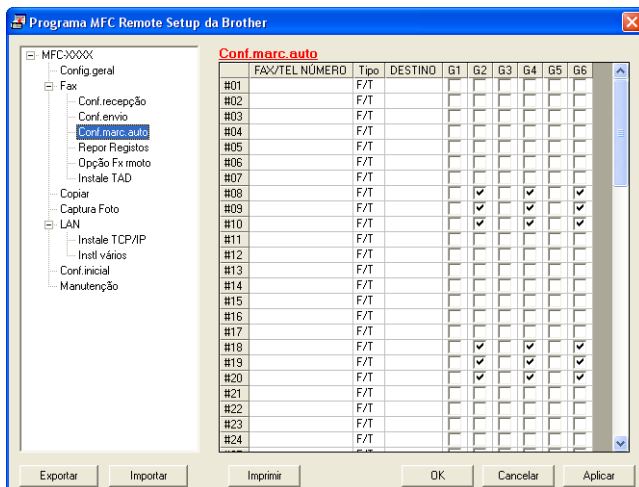 Programa MFC Remote Setup da Brother
MFC-XXXX
Config.geral
Fax
Conf.recepção
Conf.envio
Conf.marc.auto
Repor Registos
Opção Fx rmoto
Instale TAD
Copiar
Captura Foto
LAN
Instale TCP/IP
Instl vários
Conf.inicial
Manutenção
Conf.marc.auto
FAX/TEL NÚMERO Tipo DESTINO G1 G2 G3 G4 G5 G6
#01 F/T
#02 F/T
#03 F/T
#04 F/T
#05 F/T
#06 F/T
#07 F/T
#08 F/T
#09 F/T
#10 F/T
#11 F/T
#12 F/T
#13 F/T
#14 F/T
#15 F/T
#16 F/T
#17 F/T
#18 F/T
#19 F/T
#20 F/T
#21 F/T
#22 F/T
#23 F/T
#24 F/T
Exportar Importar Imprimir OK Cancelar Aplicar